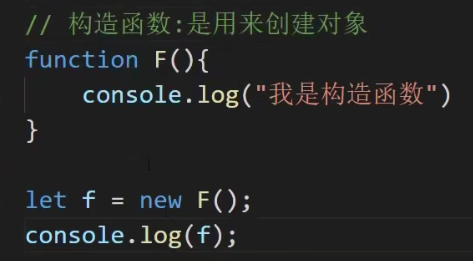 // 构造函数:是用来创建对象
function F(){
    console.log("我是构造函数")
}
let f = new F();
console.log(f);